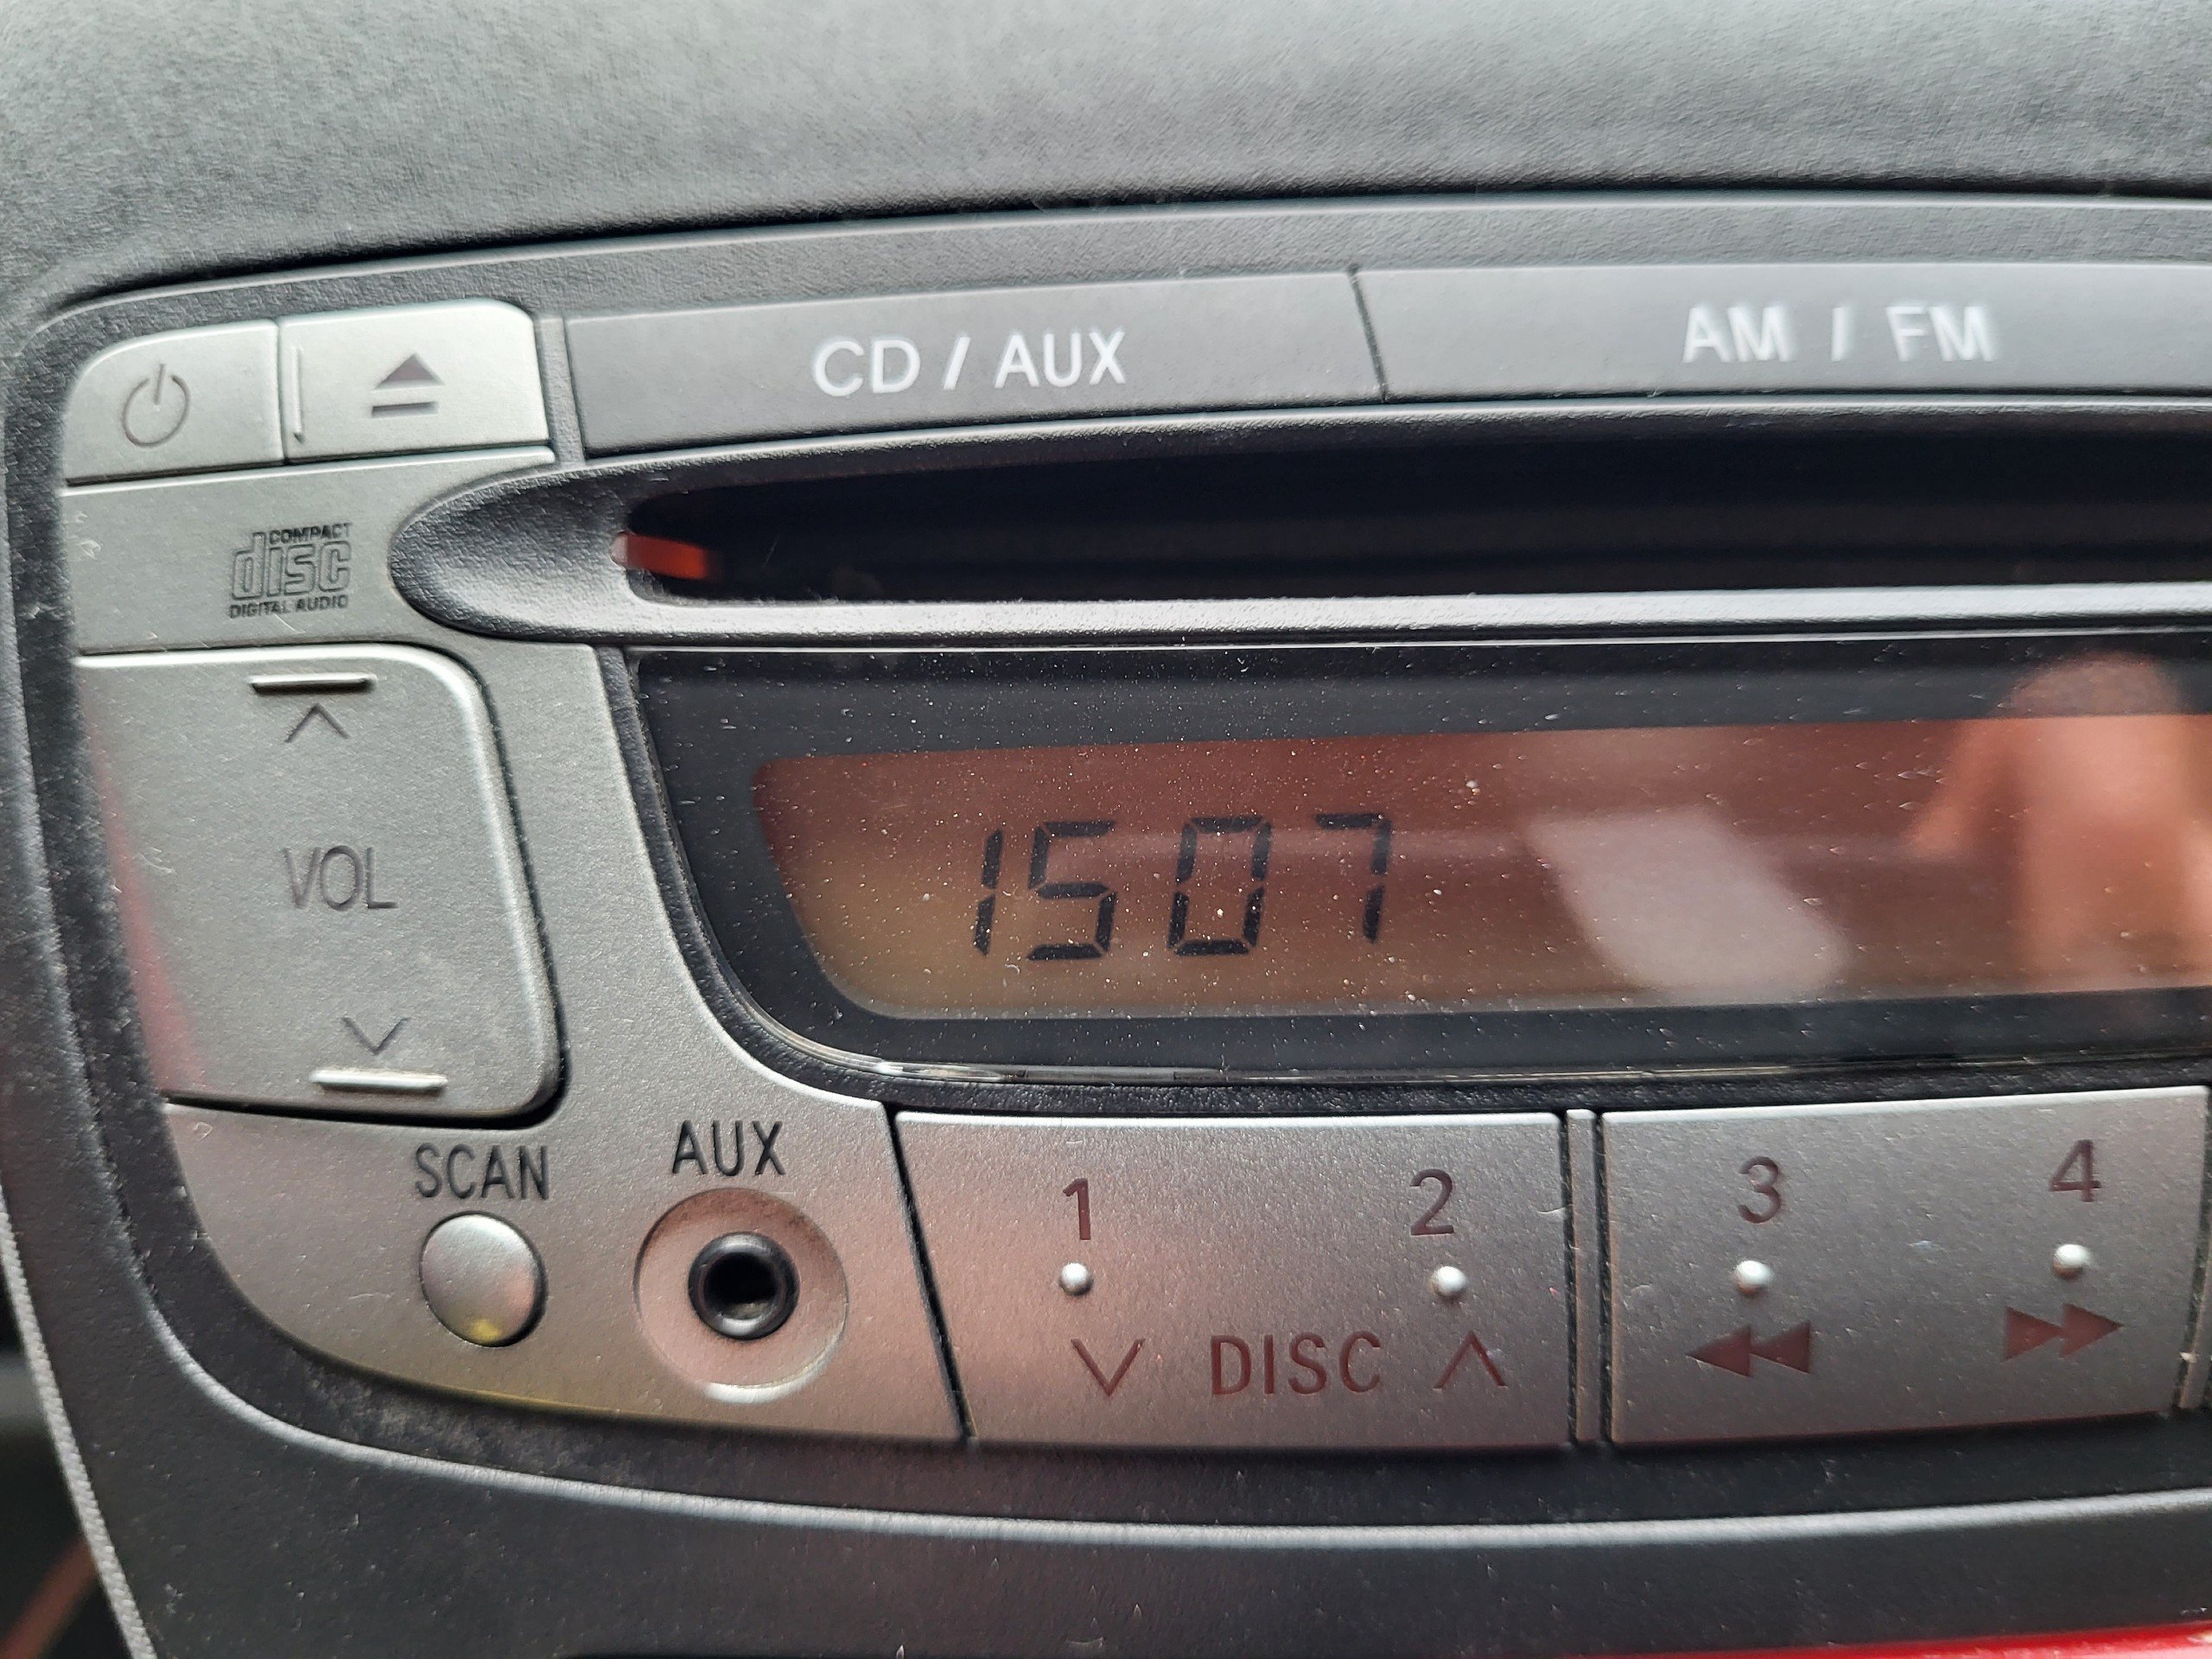 CD / AUX
AM / FM
COMPACT
disc
DIGITAL AUDIO
VOL
1507
SCAN
AUX
1
2
3
4
DISC